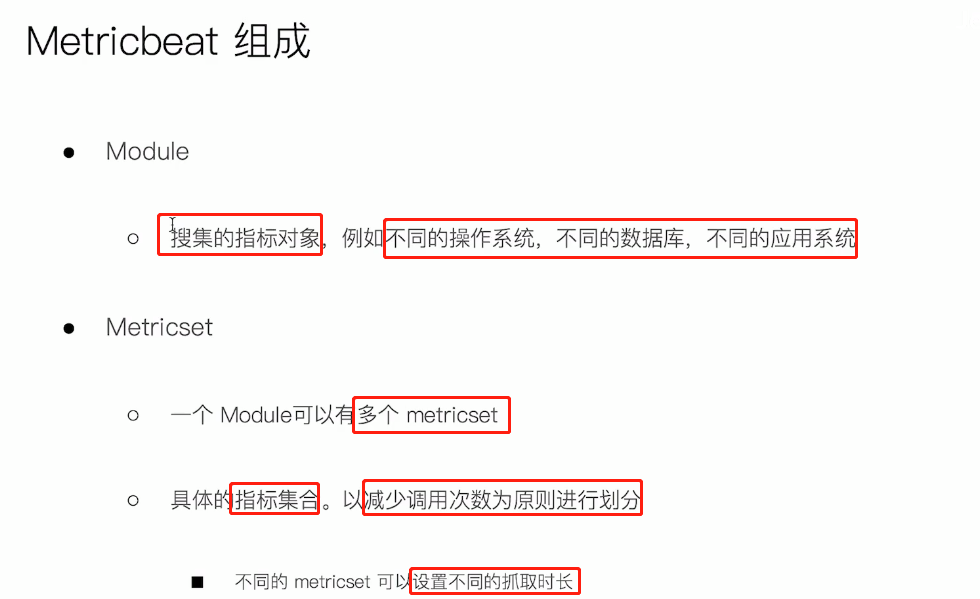 Metricbeat 组成
Module
搜集的指标对象，例如不同的操作系统，不同的数据库，不同的应用系统
Metricset
一个 Module可以有多个 metricset
具体的指标集合。以减少调用次数为原则进行划分
不同的 metricset 可以设置不同的抓取时长